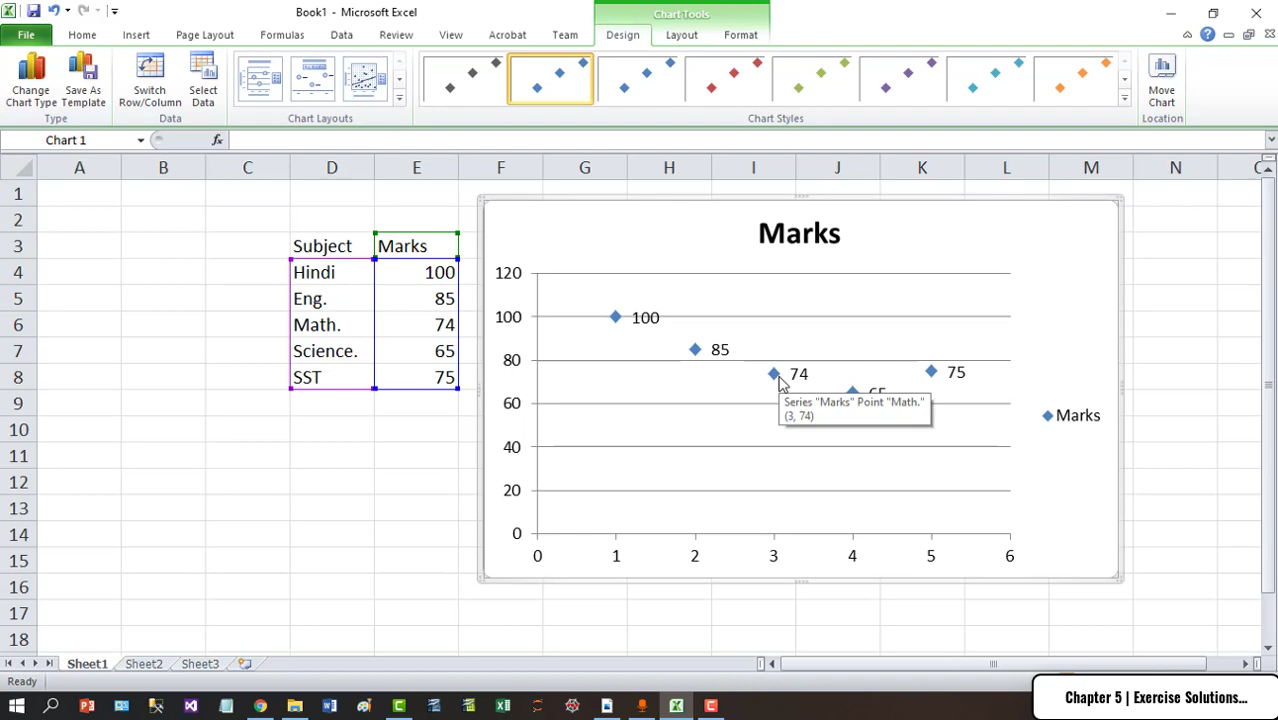 Book1 - Microsoft Excel
Chart Tools
File Home Insert Page Layout Formulas Data Review View Acrobat Team Design Layout Format
Change Chart Type
Save As Template
Switch Row/Column
Select Data
Move Chart
Type Data Chart Layouts Chart Styles Location
Chart 1 fx
A B C D E F G H I J K L M N
1
2
3 Subject Marks
4 Hindi 100
5 Eng. 85
6 Math. 74
7 Science. 65
8 SST 75
9
10
11
12
13
14
15
16
17
18
Marks
120
100
80
60
40
20
0
0 1 2 3 4 5 6
100
85
74
65
75
Series "Marks" Point "Math."
(3, 74)
Marks
Sheet1 Sheet2 Sheet3
Ready
Chapter 5 | Exercise Solutions...